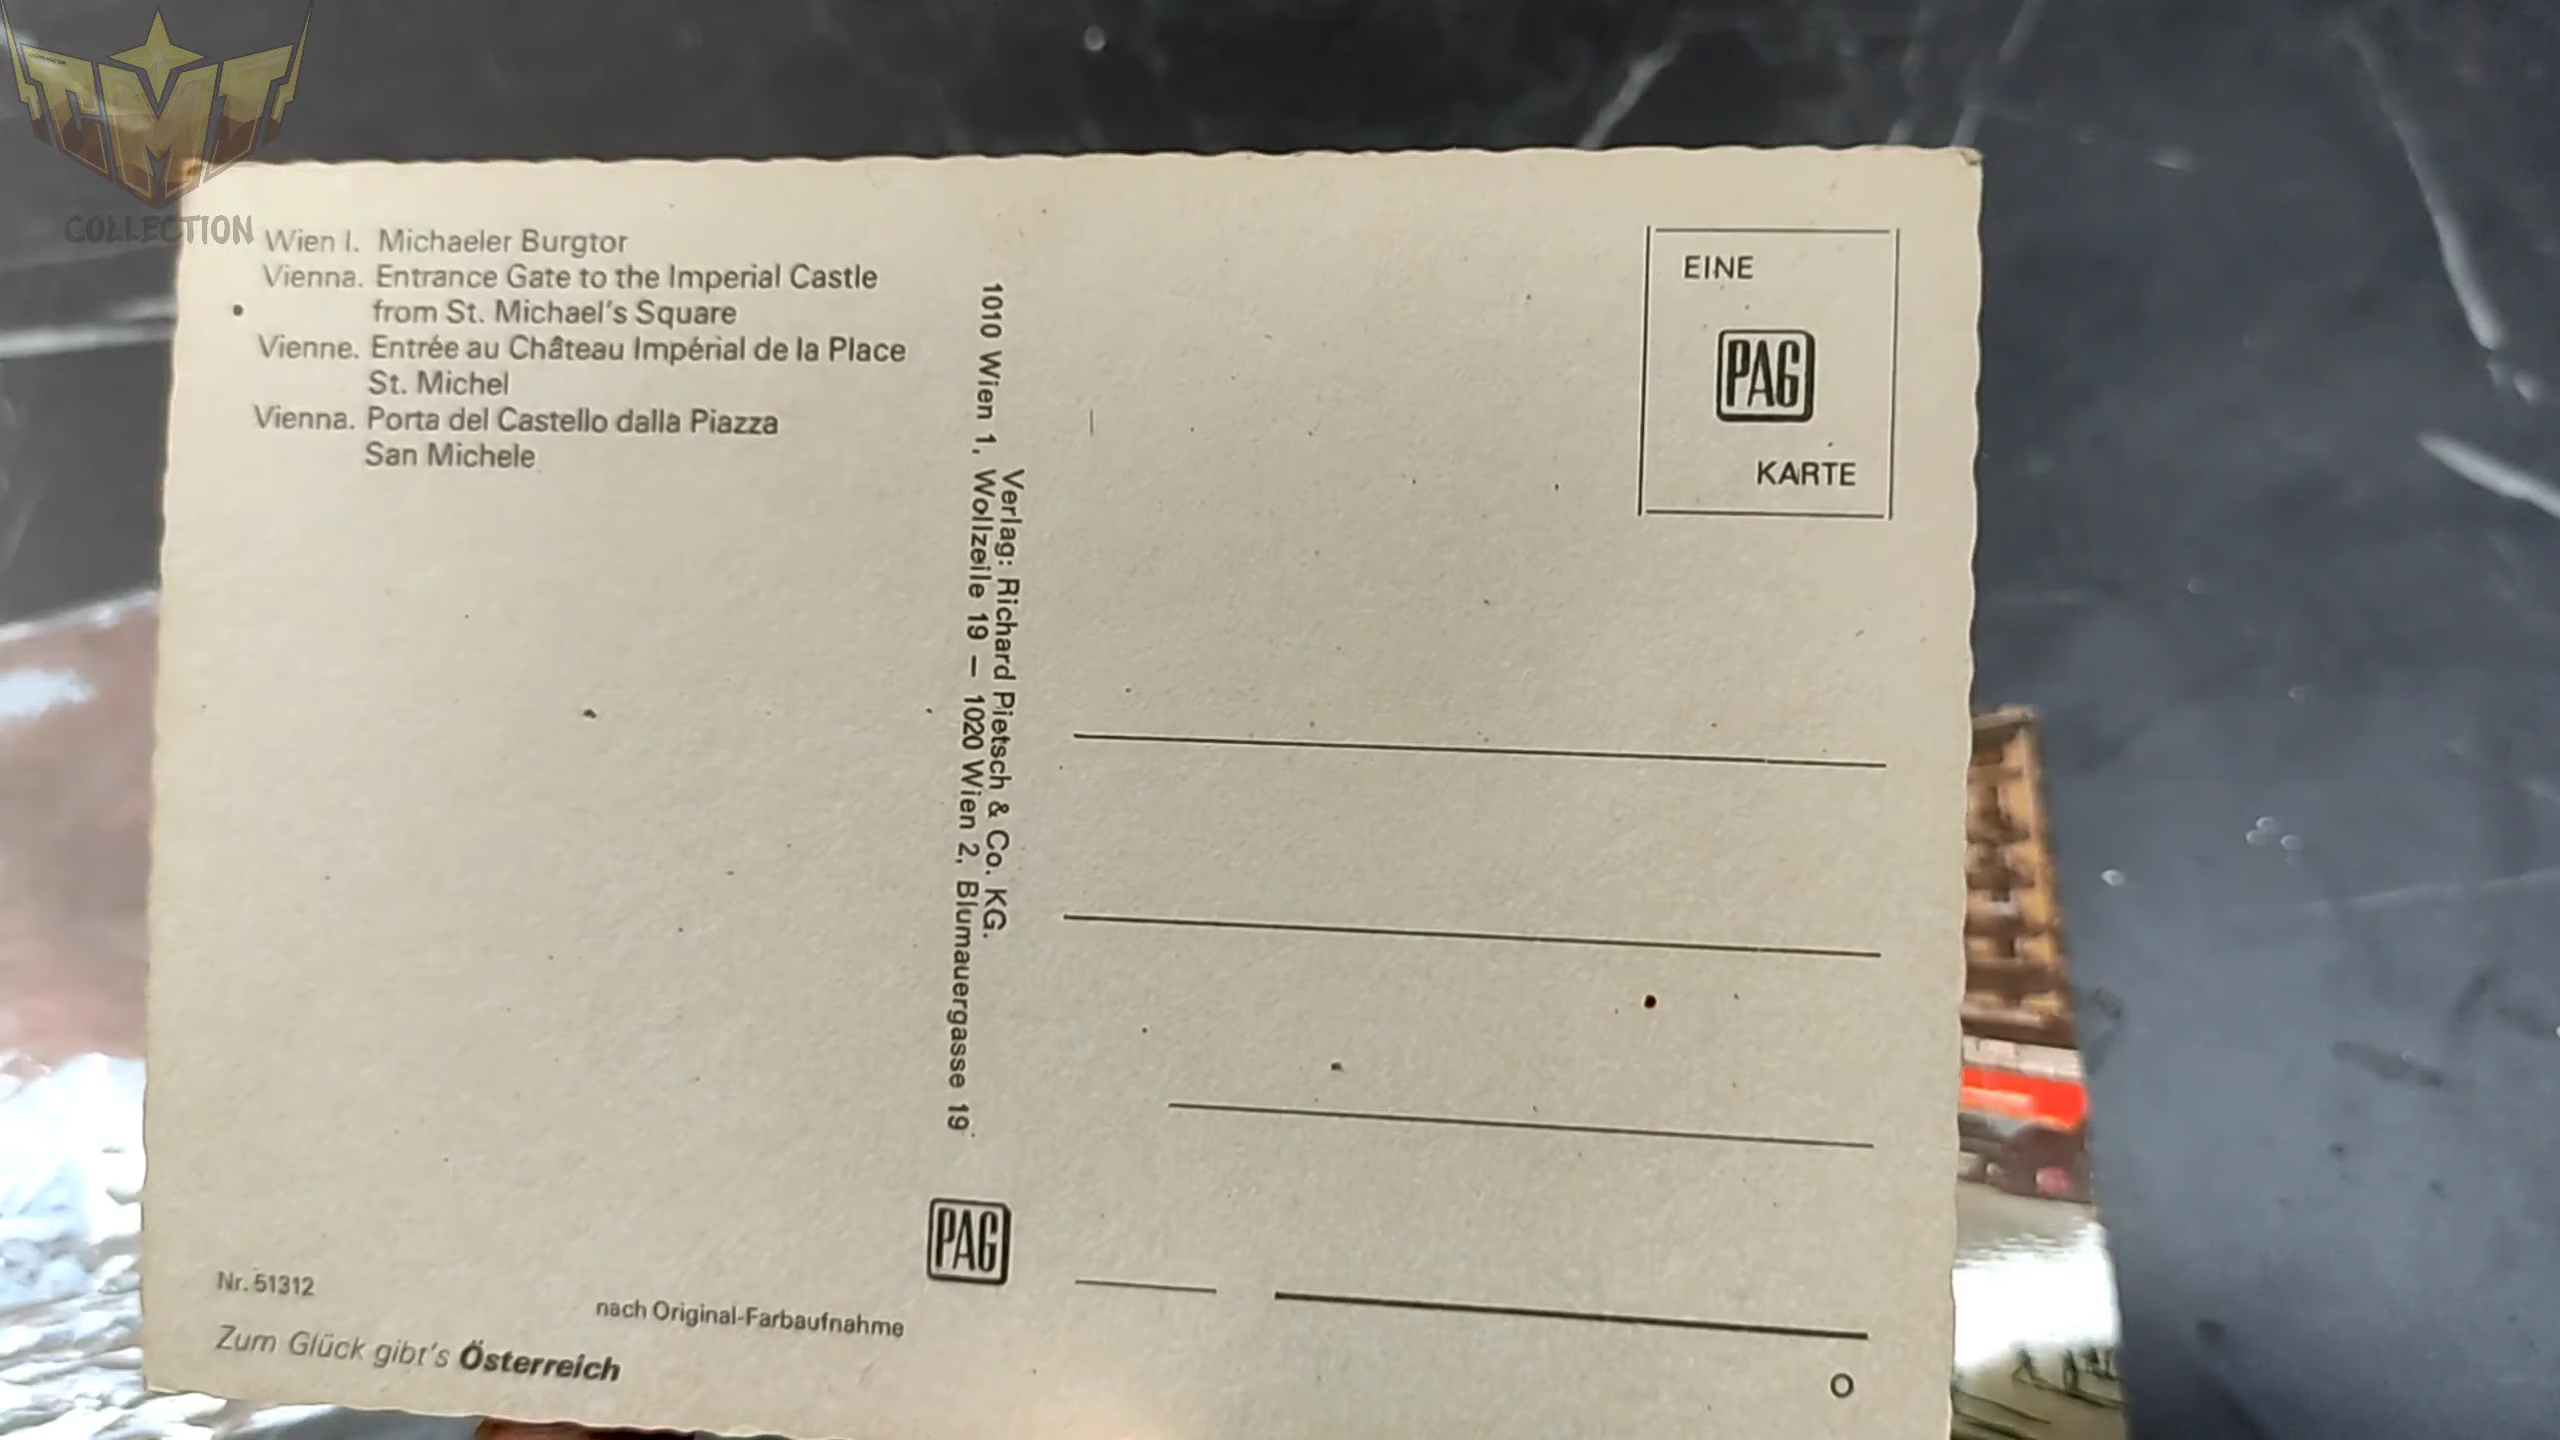 CMT
COLLECTION
Wien I. Michaeler Burgtor
Vienna. Entrance Gate to the Imperial Castle
from St. Michael's Square
Vienne. Entrée au Château Impérial de la Place
St. Michel
Vienna. Porta del Castello dalla Piazza
San Michele
Verlag: Richard Pietsch & Co. KG.
1010 Wien 1, Wollzeile 19 – 1020 Wien 2, Blumauergasse 19
EINE
PAG
KARTE
PAG
Nr. 51312
nach Original-Farbaufnahme
Zum Glück gibt's Österreich
O